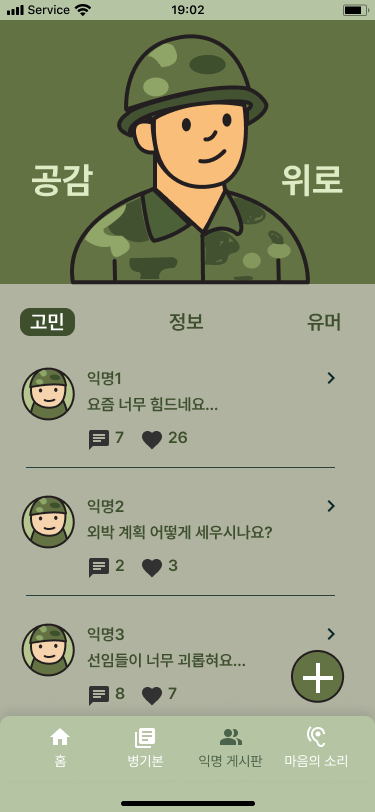 Service 19:02
공감 위로
고민 정보 유머
익명1
요즘 너무 힘드네요...
7 26
익명2
외박 계획 어떻게 세우시나요?
2 3
익명3
선임들이 너무 괴롭혀요...
8 7
홈 병기본 익명 게시판 마음의 소리